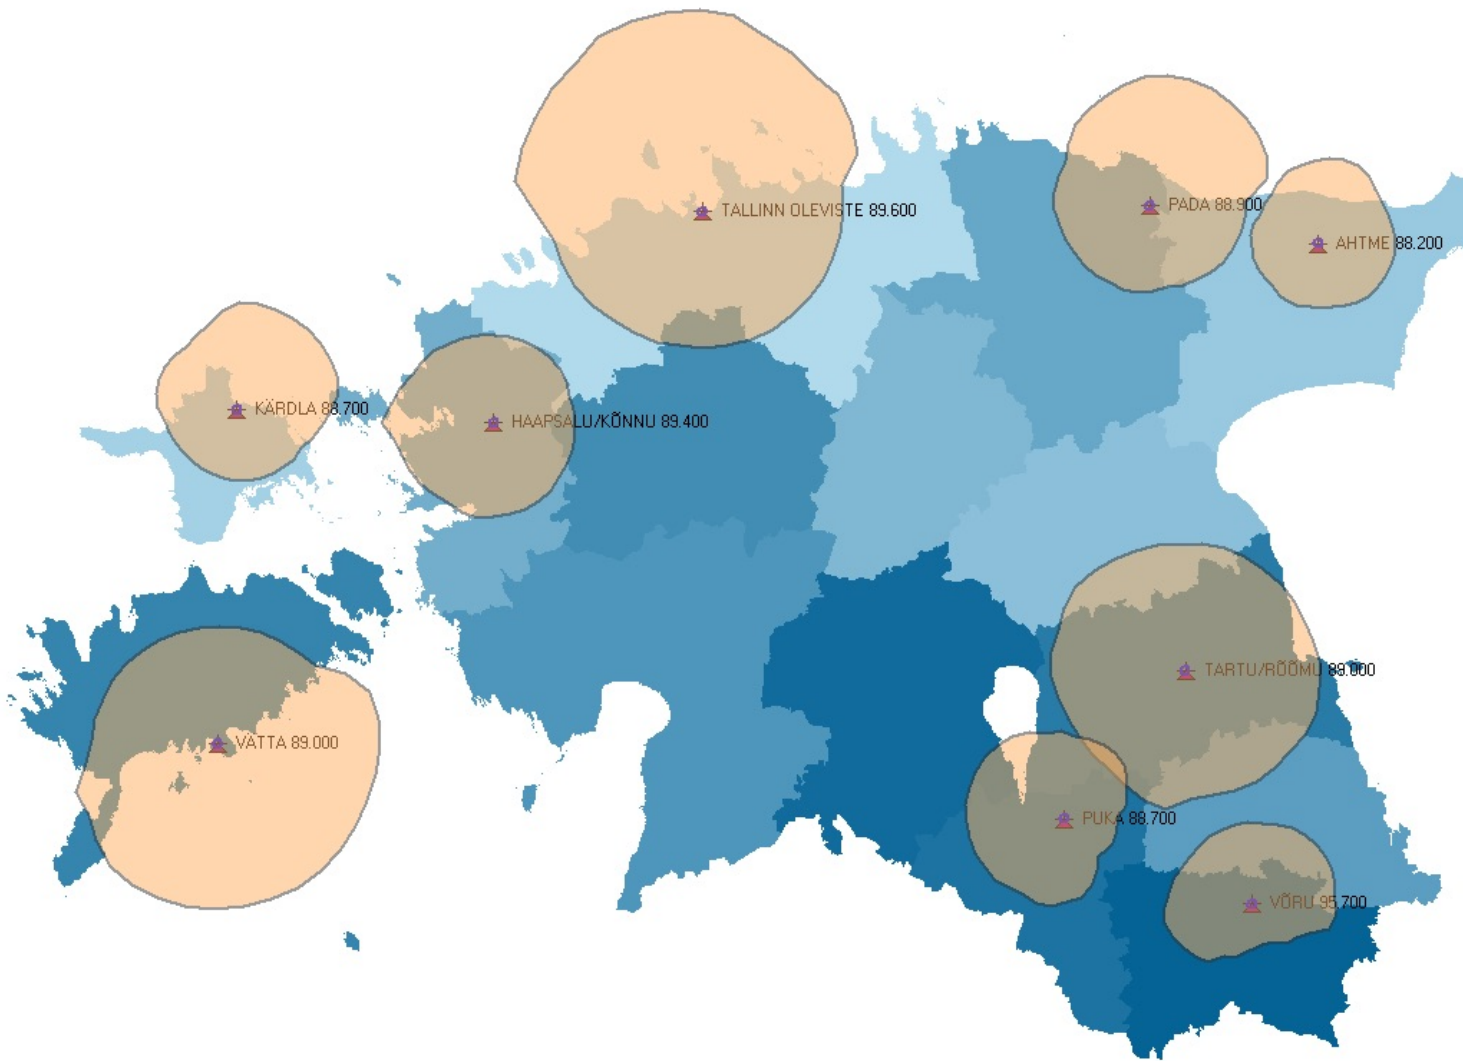 TALLINN OLEVISTE 89.600
PADA 88.900
AHTME 88.200
KÄRDLA 88.700
HAAPSALU/KÕNNU 89.400
TARTU/RÕÕMU 89.000
VATTA 89.000
PUKA 88.700
VÕRU 95.700